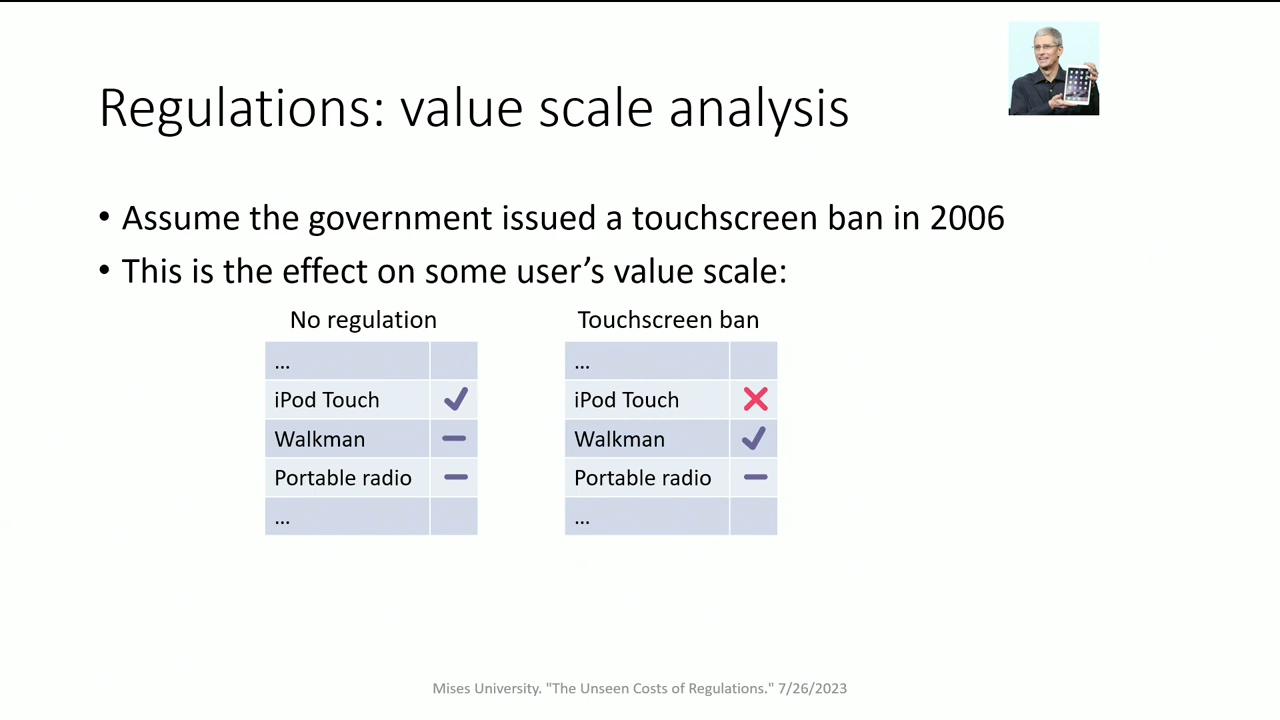 Regulations: value scale analysis
• Assume the government issued a touchscreen ban in 2006
• This is the effect on some user’s value scale:
No regulation
...
iPod Touch
Walkman
Portable radio
...
Touchscreen ban
...
iPod Touch
Walkman
Portable radio
...
Mises University. "The Unseen Costs of Regulations." 7/26/2023